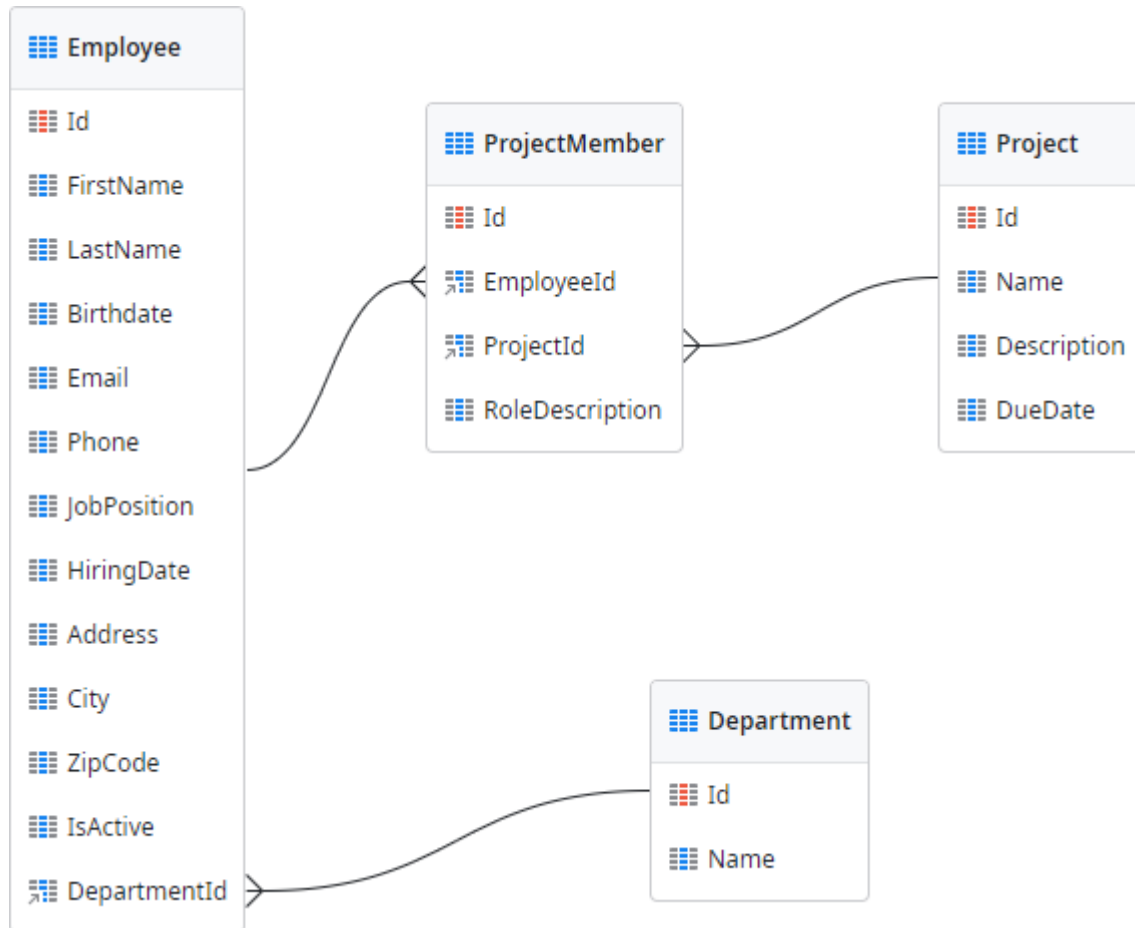 Employee
Id
FirstName
LastName
Birthdate
Email
Phone
JobPosition
HiringDate
Address
City
ZipCode
IsActive
DepartmentId
ProjectMember
Id
EmployeeId
ProjectId
RoleDescription
Project
Id
Name
Description
DueDate
Department
Id
Name